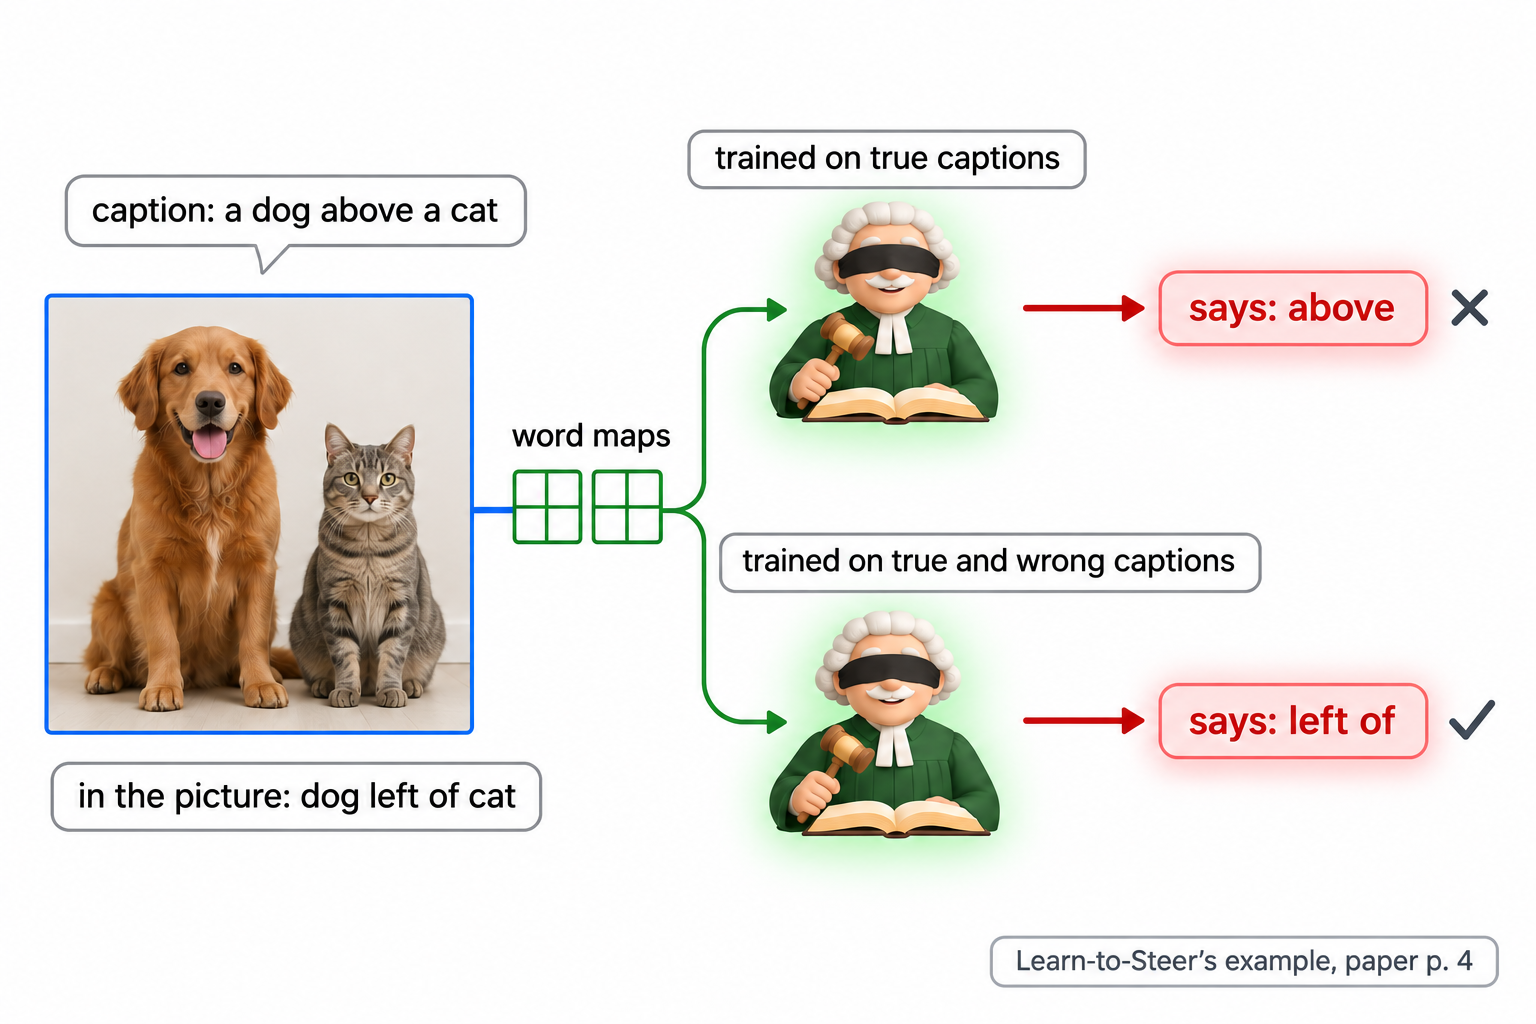 caption: a dog above a cat
in the picture: dog left of cat
word maps
trained on true captions
says: above
trained on true and wrong captions
says: left of
Learn-to-Steer’s example, paper p. 4